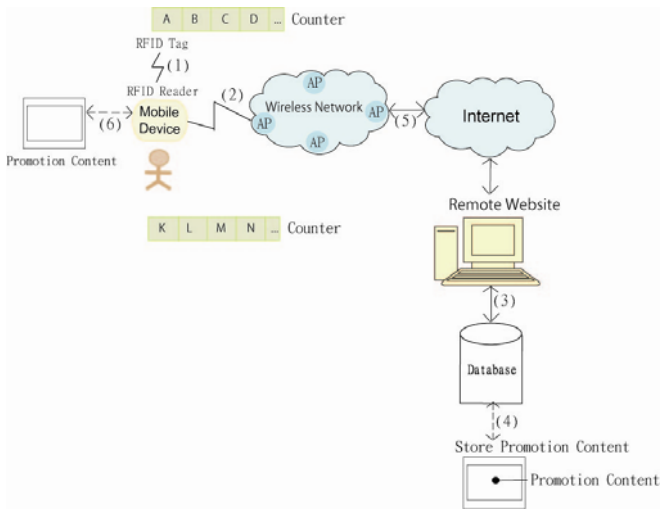 A B C D ... Counter
RFID Tag
(1)
RFID Reader
Mobile
Device
(2)
AP
Wireless Network
AP
AP
AP
(5)
Internet
(6)
Promotion Content
K L M N ... Counter
Remote Website
(3)
Database
(4)
Store Promotion Content
Promotion Content